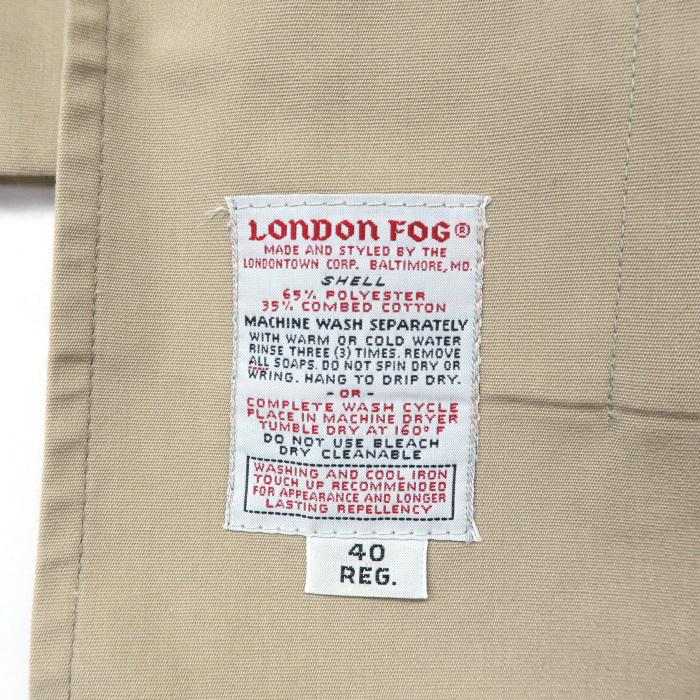 LONDON FOG®
MADE AND STYLED BY THE
LONDONTOWN CORP. BALTIMORE, MD.
SHELL
65% POLYESTER
35% COMBED COTTON
MACHINE WASH SEPARATELY
WITH WARM OR COLD WATER
RINSE THREE (3) TIMES. REMOVE
ALL SOAPS. DO NOT SPIN DRY OR
WRING. HANG TO DRIP DRY.
-OR-
COMPLETE WASH CYCLE
PLACE IN MACHINE DRYER
TUMBLE DRY AT 160° F
DO NOT USE BLEACH
DRY CLEANABLE
WASHING AND COOL IRON
TOUCH UP RECOMMENDED
FOR APPEARANCE AND LONGER
LASTING REPELLENCY
40
REG.